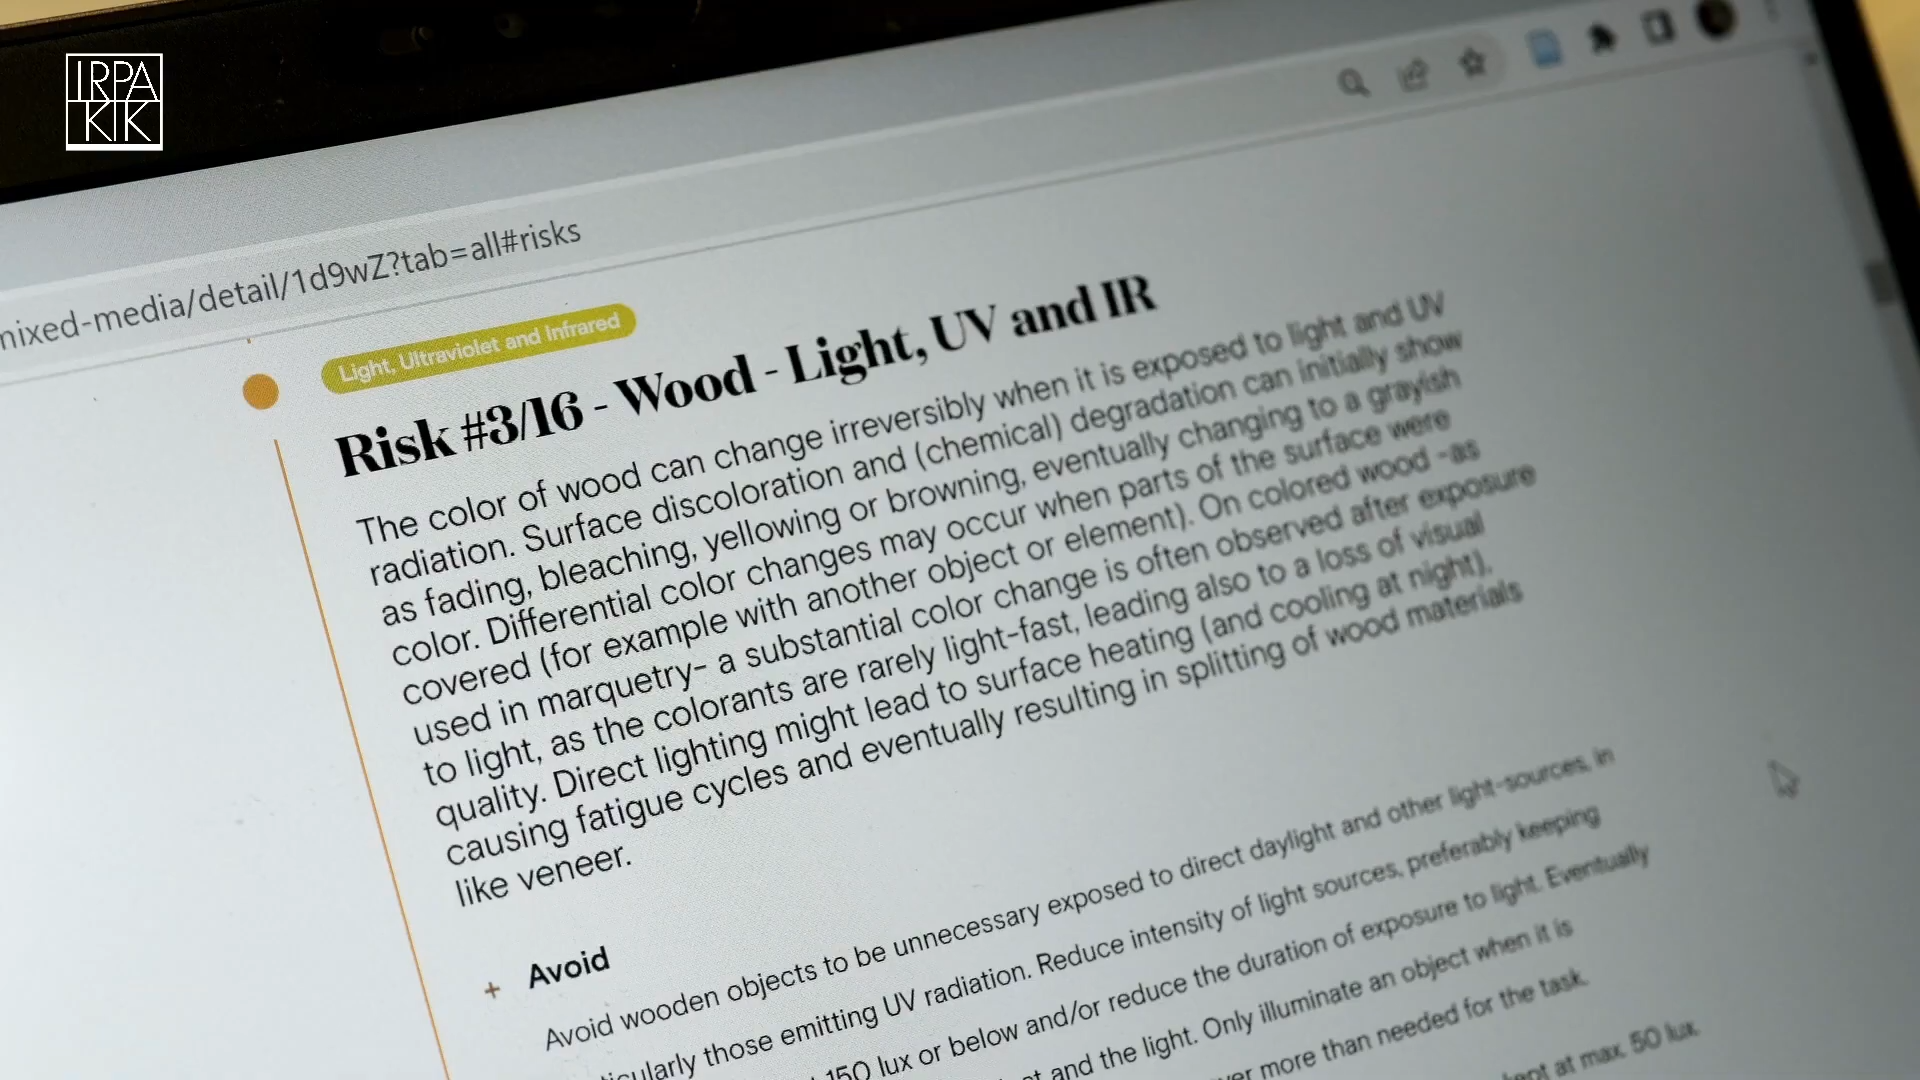 IRPA
KIK
nixed-media/detail/1d9wZ?tab=all#risks
Light, Ultraviolet and Infrared
Risk #3/16 - Wood - Light, UV and IR
The color of wood can change irreversibly when it is exposed to light and UV
radiation. Surface discoloration and (chemical) degradation can initially show
as fading, bleaching, yellowing or browning, eventually changing to a grayish
color. Differential color changes may occur when parts of the surface were
covered (for example with another object or element). On colored wood -as
used in marquetry- a substantial color change is often observed after exposure
to light, as the colorants are rarely light-fast, leading also to a loss of visual
quality. Direct lighting might lead to surface heating (and cooling at night),
causing fatigue cycles and eventually resulting in splitting of wood materials
like veneer.
+ Avoid
Avoid wooden objects to be unnecessary exposed to direct daylight and other light-sources, in
ticularly those emitting UV radiation. Reduce intensity of light sources, preferably keeping
150 lux or below and/or reduce the duration of exposure to light. Eventually
and the light. Only illuminate an object when it is
ver more than needed for the task.
kept at max. 50 lux.